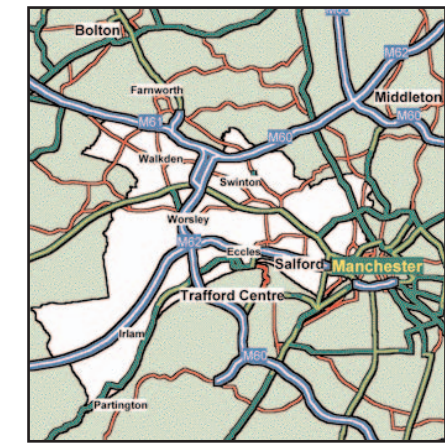 Bolton
M62
Farnworth
Middleton
M61
M60
M60
Walkden
Swinton
Worsley
M62
Eccles
Salford
Manchester
Trafford Centre
Irlam
M60
Partington